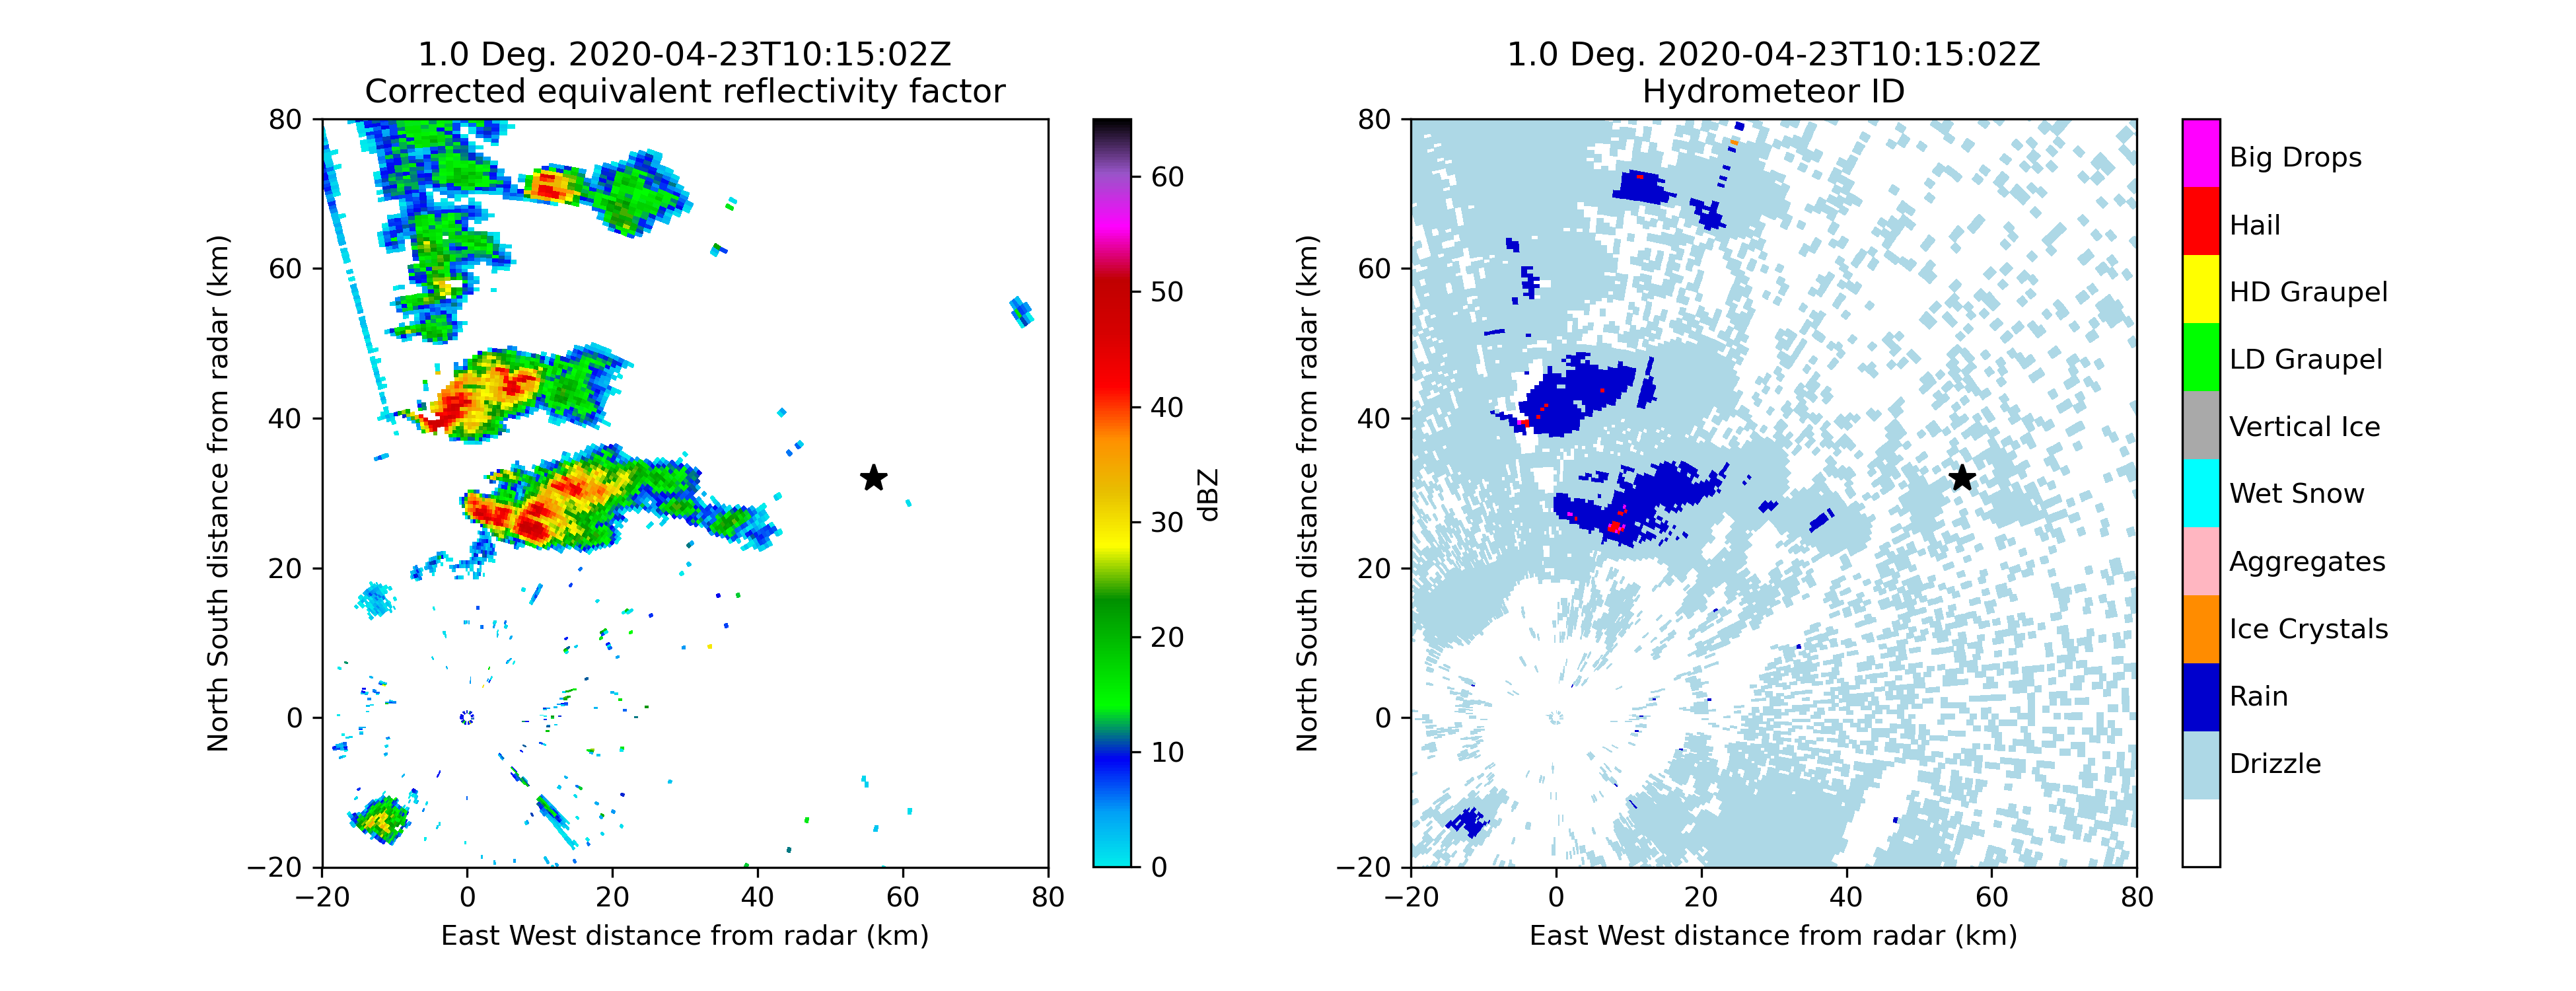 1.0 Deg. 2020-04-23T10:15:02Z
Corrected equivalent reflectivity factor
80
60
40
20
0
−20
−20 0 20 40 60 80
North South distance from radar (km)
East West distance from radar (km)
60
50
40
30
20
10
0
dBZ
1.0 Deg. 2020-04-23T10:15:02Z
Hydrometeor ID
80
60
40
20
0
−20
−20 0 20 40 60 80
North South distance from radar (km)
East West distance from radar (km)
Big Drops
Hail
HD Graupel
LD Graupel
Vertical Ice
Wet Snow
Aggregates
Ice Crystals
Rain
Drizzle